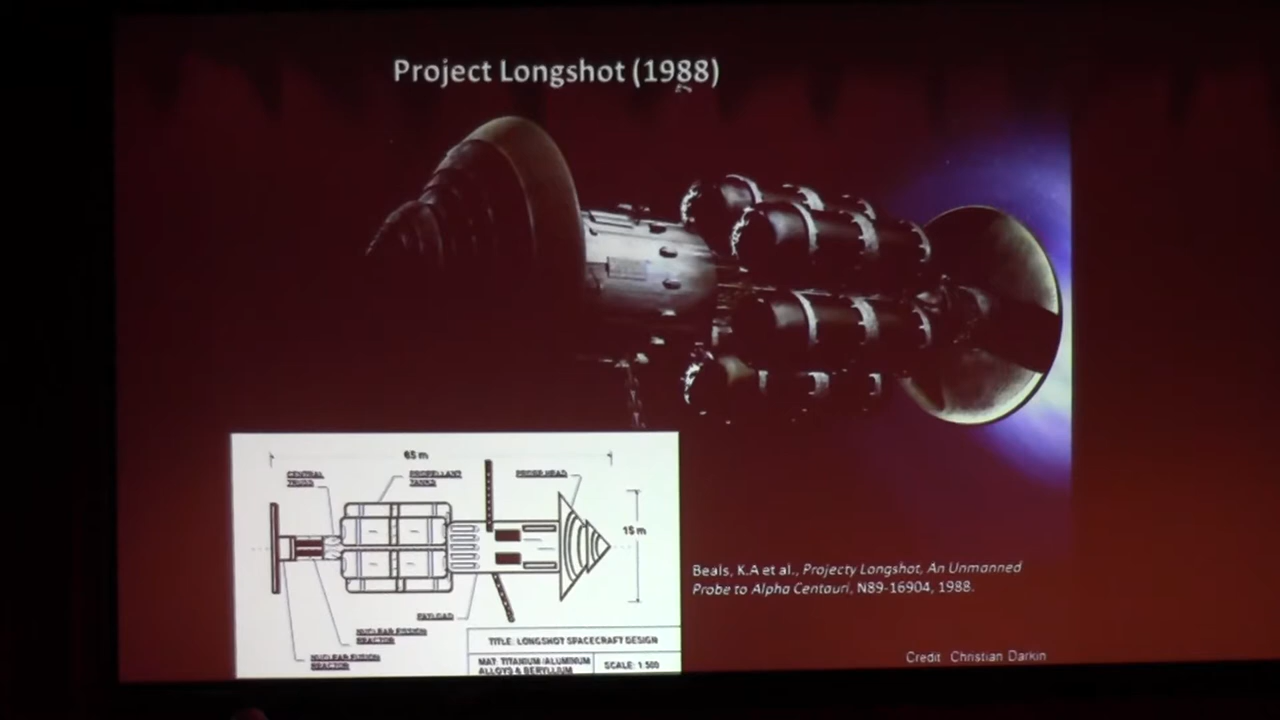 Project Longshot (1988)
65 m
CENTRAL
TRUSS
PROPELLANT
TANKS
PROBE HEAD
15 m
PAYLOAD
NUCLEAR FISSION
REACTOR
NUCLEAR FUSION
REACTOR
TITLE: LONGSHOT SPACECRAFT DESIGN
MAT: TITANIUM /ALUMINUM
ALLOYS & BERYLLIUM
SCALE: 1:500
Beals, K.A et al., Projecty Longshot, An Unmanned
Probe to Alpha Centauri, N89-16904, 1988.
Credit Christian Darkin